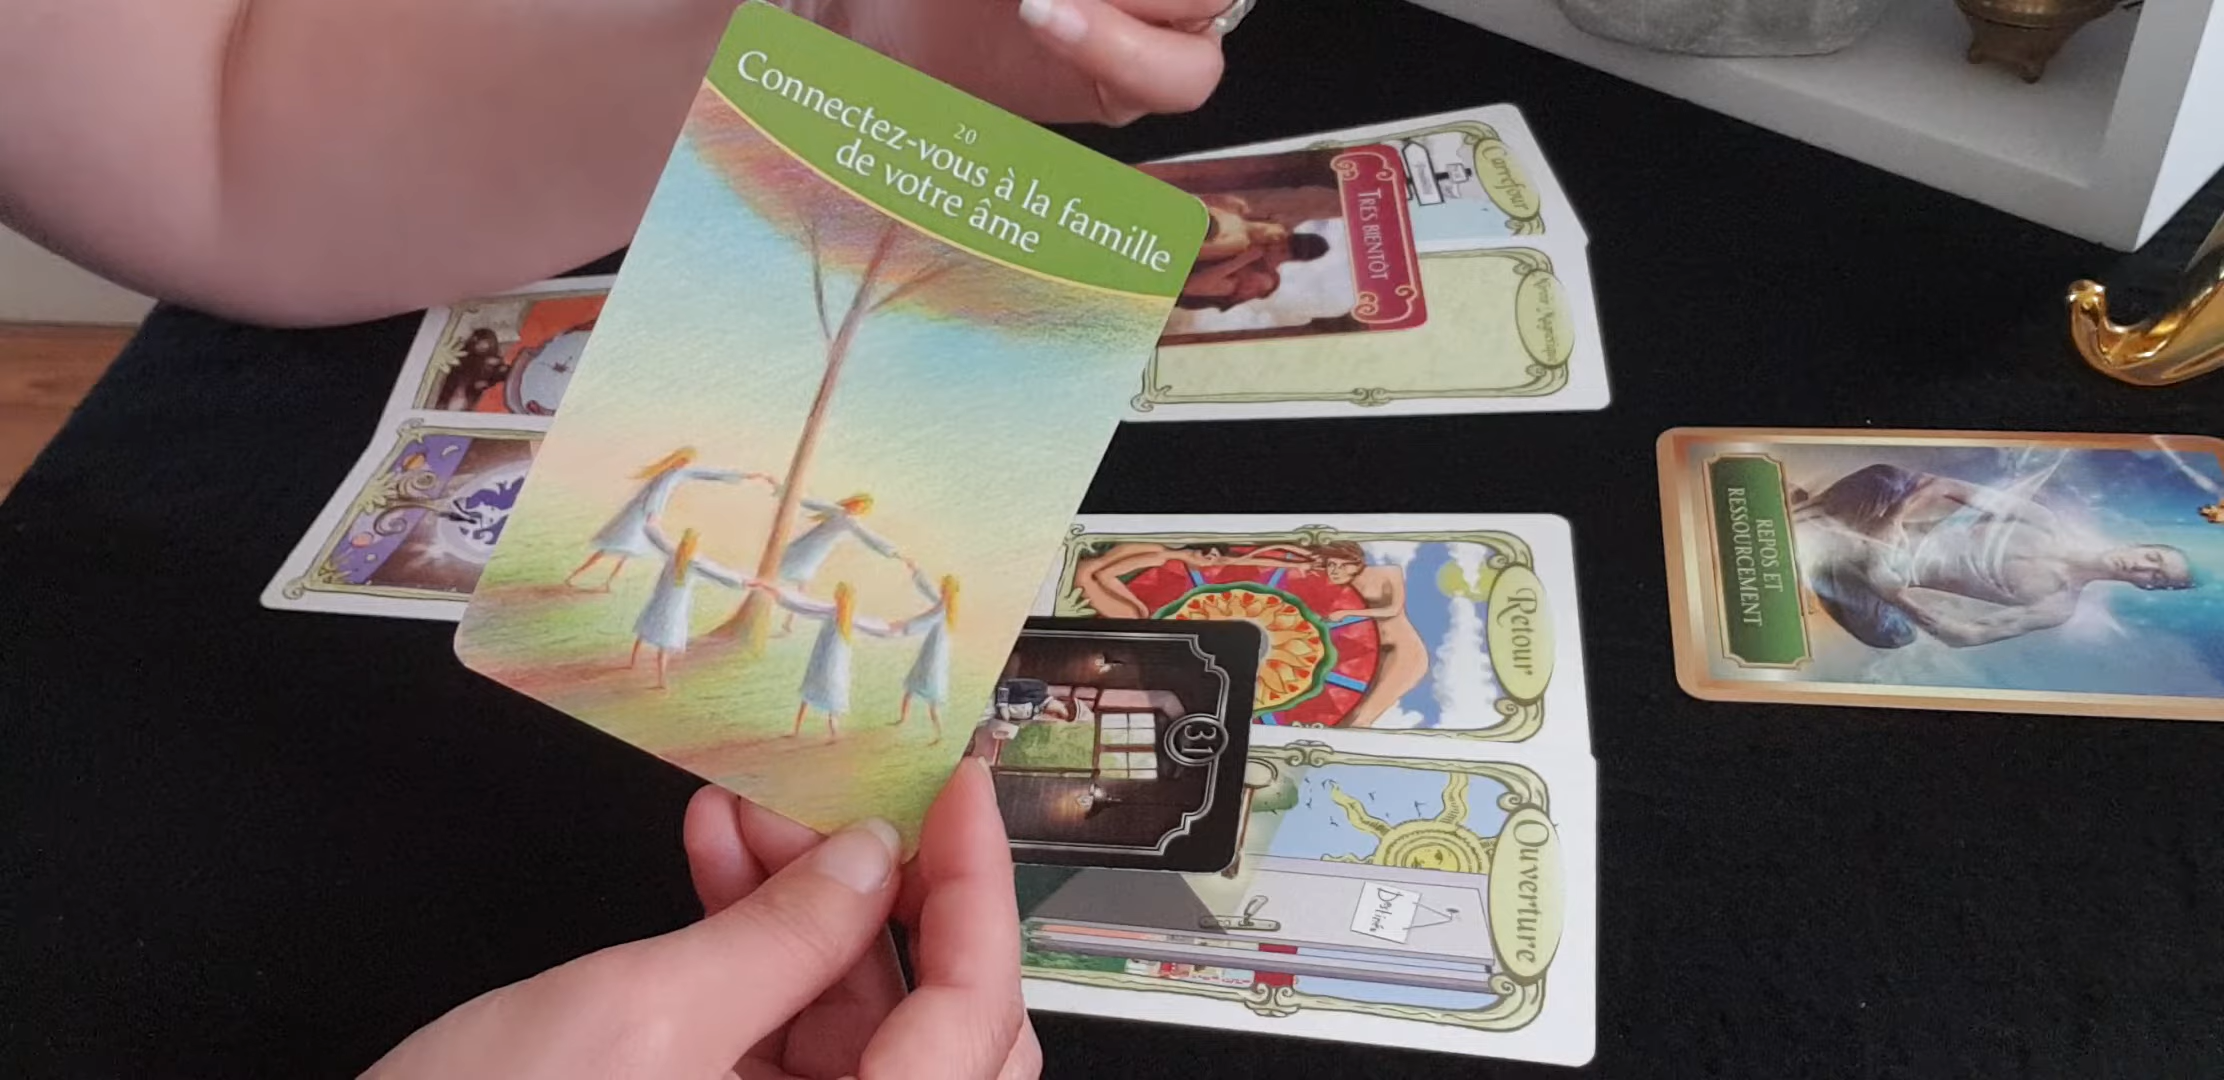 20
Connectez-vous à la famille
de votre âme
Carrefour
TRÈS BIENTÔT
REPOS ET
RESSOURCEMENT
Retour
31
Ouverture